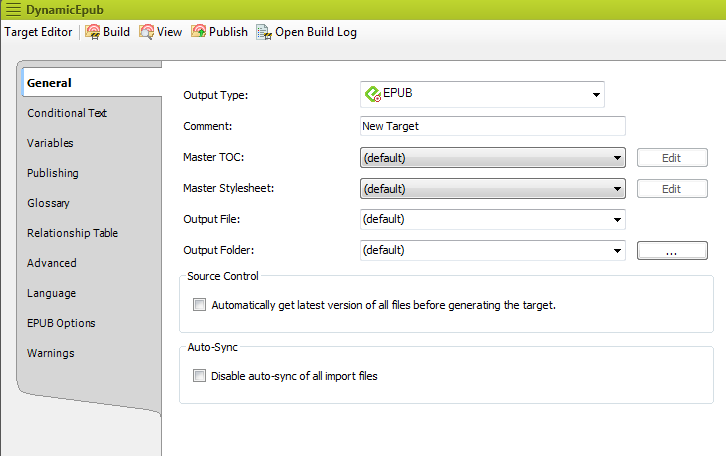 DynamicEpub
Target Editor Build View Publish Open Build Log
General
Conditional Text
Variables
Publishing
Glossary
Relationship Table
Advanced
Language
EPUB Options
Warnings
Output Type: EPUB
Comment: New Target
Master TOC: (default) Edit
Master Stylesheet: (default) Edit
Output File: (default)
Output Folder: (default) ...
Source Control
Automatically get latest version of all files before generating the target.
Auto-Sync
Disable auto-sync of all import files